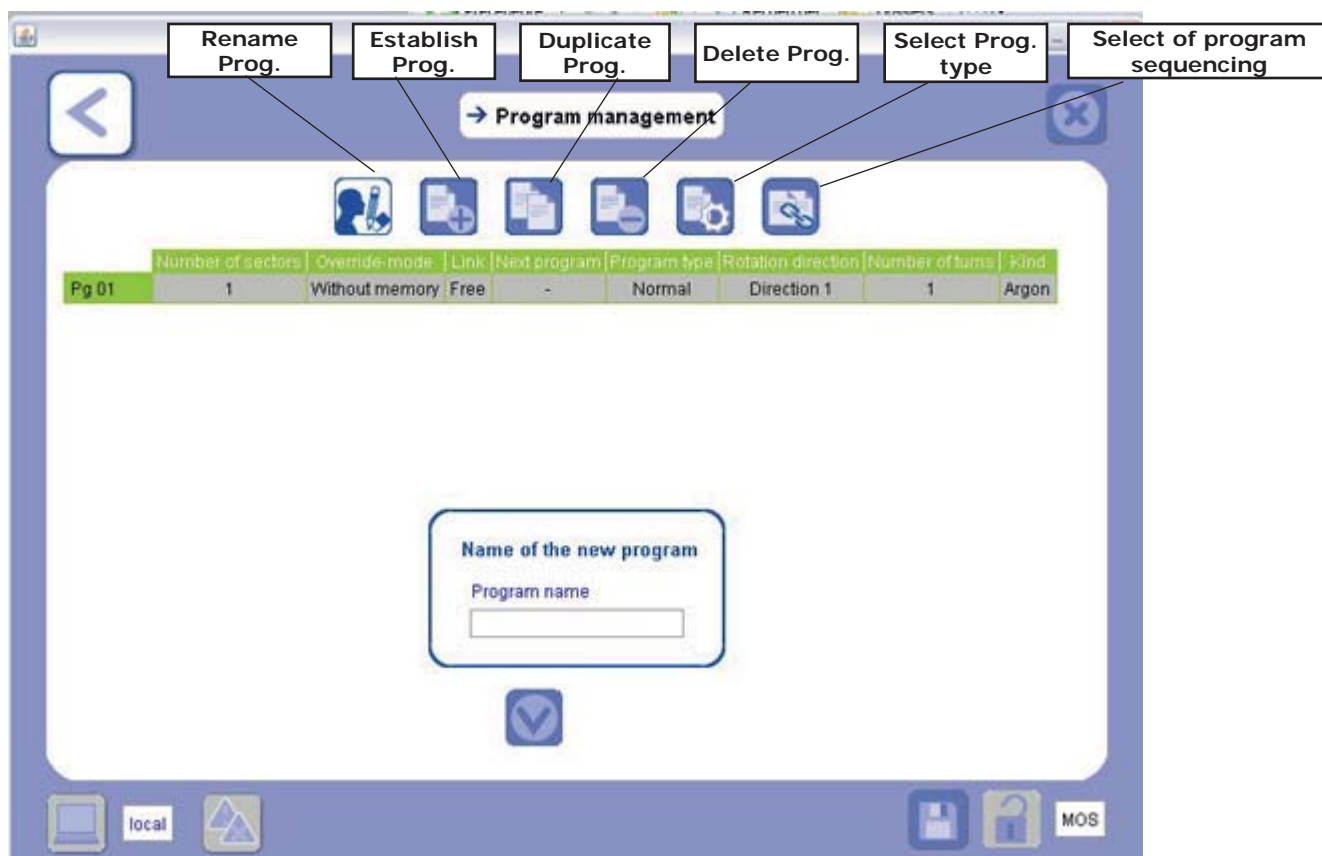 Rename
Prog.
Establish
Prog.
Duplicate
Prog.
Delete Prog.
Select Prog.
type
Select of program
sequencing
→ Program management
Number of sectors Override-mode Link Next program Program type Rotation direction Number of turns Kind
Pg 01 1 Without memory Free - Normal Direction 1 1 Argon
Name of the new program
Program name
local
MOS